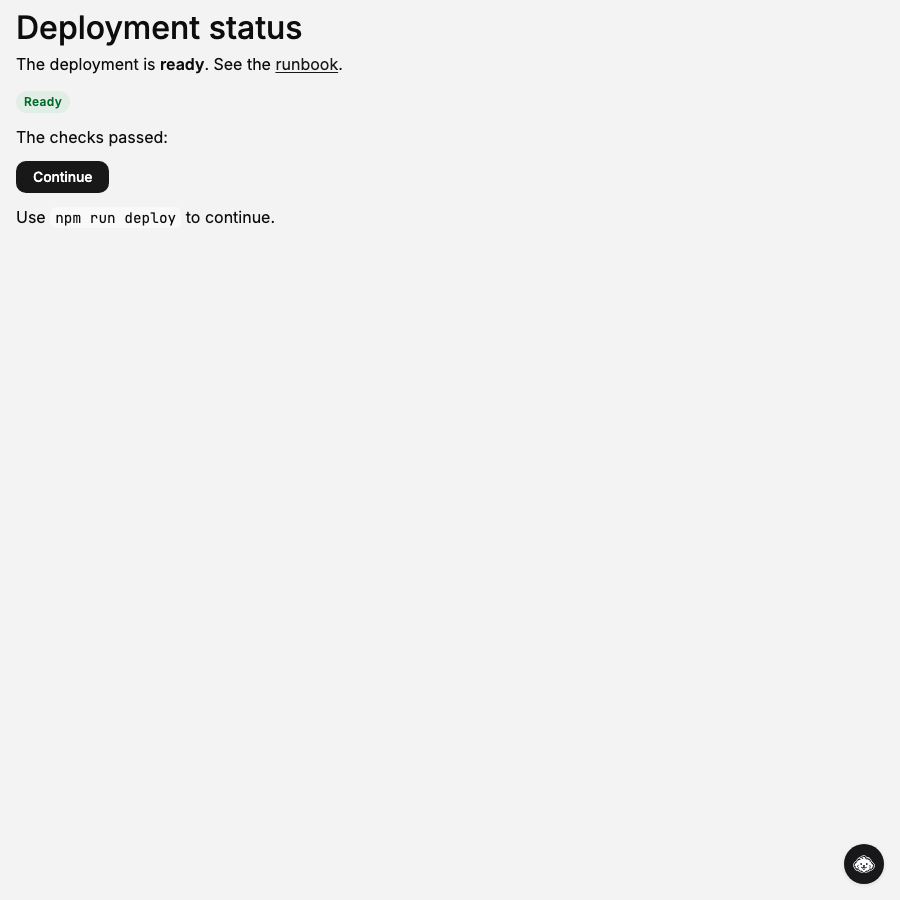 Deployment status
The deployment is ready. See the runbook.
Ready
The checks passed:
Continue
Use npm run deploy to continue.